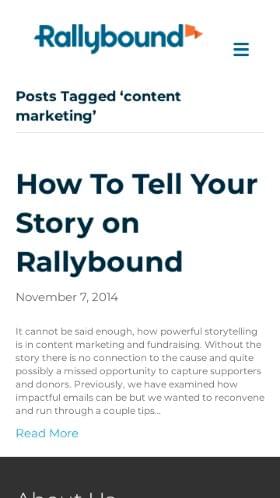 Rallybound
Posts Tagged ‘content
marketing’
How To Tell Your
Story on
Rallybound
November 7, 2014
It cannot be said enough, how powerful storytelling
is in content marketing and fundraising. Without the
story there is no connection to the cause and quite
possibly a missed opportunity to capture supporters
and donors. Previously, we have examined how
impactful emails can be but we wanted to reconvene
and run through a couple tips...
Read More
About Us